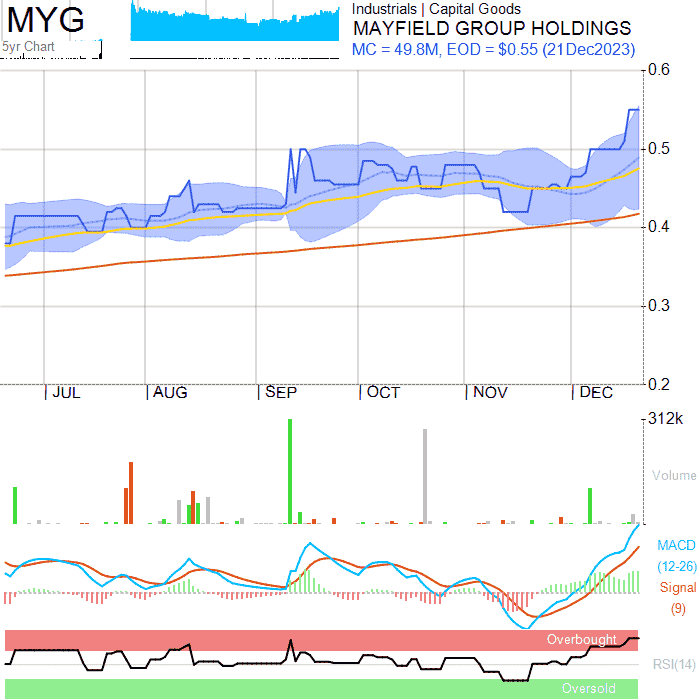 MYG
5yr Chart
Industrials | Capital Goods
MAYFIELD GROUP HOLDINGS
MC = 49.8M, EOD = $0.55 (21Dec2023)
0.6
0.5
0.4
0.3
0.2
| JUL | AUG | SEP | OCT | NOV | DEC
312k
Volume
MACD
(12-26)
Signal
(9)
Overbought
RSI(14)
Oversold